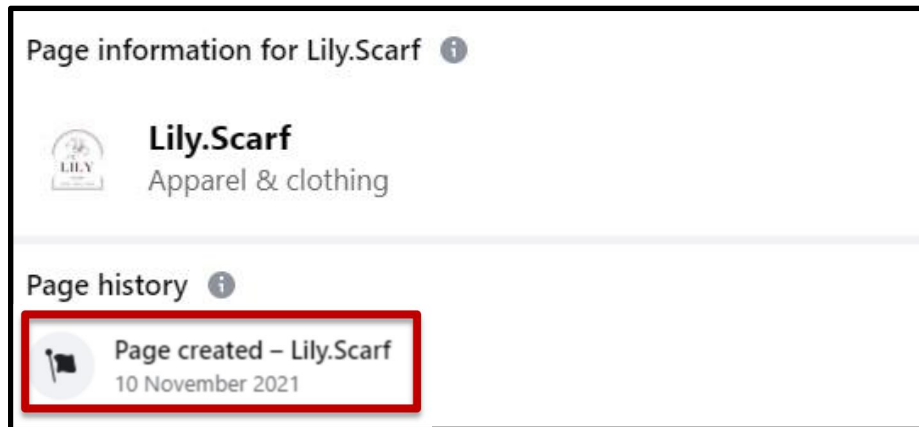 Page information for Lily.Scarf
LILY
Lily.Scarf
Apparel & clothing
Page history
Page created – Lily.Scarf
10 November 2021